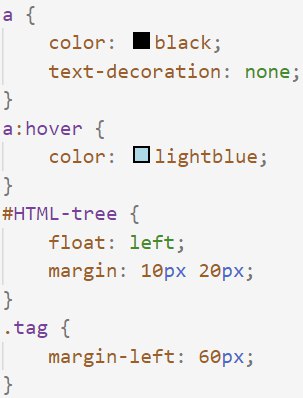 a {
    color: black;
    text-decoration: none;
}
a:hover {
    color: lightblue;
}
#HTML-tree {
    float: left;
    margin: 10px 20px;
}
.tag {
    margin-left: 60px;
}